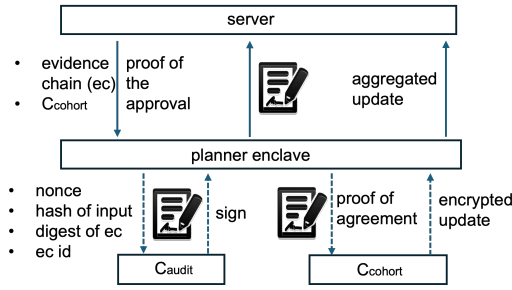 server
• evidence
chain (ec)
• Ccohort
proof of
the
approval
aggregated
update
planner enclave
• nonce
• hash of input
• digest of ec
• ec id
sign
proof of
agreement
encrypted
update
Caudit
Ccohort